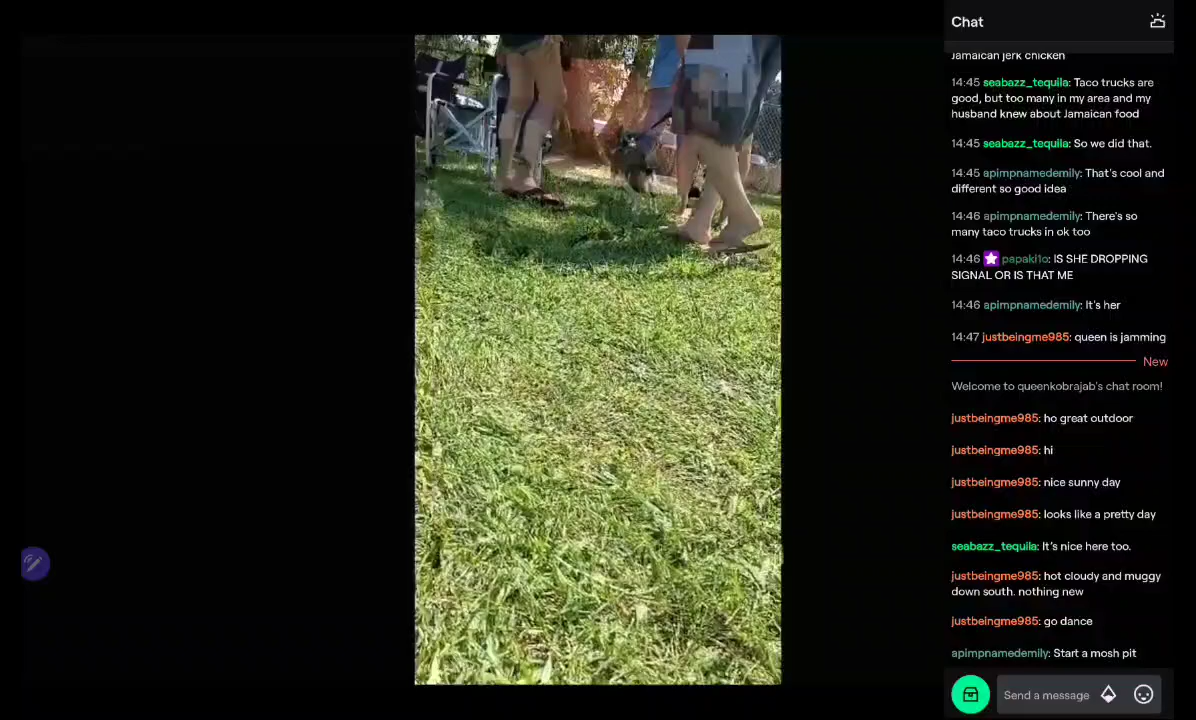 Chat
Jamaican jerk chicken
14:45 seabazz_tequila: Taco trucks are
good, but too many in my area and my
husband knew about Jamaican food
14:45 seabazz_tequila: So we did that.
14:45 apimpnamedemily: That's cool and
different so good idea
14:46 apimpnamedemily: There's so
many taco trucks in ok too
14:46 papaki1o: IS SHE DROPPING
SIGNAL OR IS THAT ME
14:46 apimpnamedemily: It's her
14:47 justbeingme985: queen is jamming
New
Welcome to queenkobrajab's chat room!
justbeingme985: ho great outdoor
justbeingme985: hi
justbeingme985: nice sunny day
justbeingme985: looks like a pretty day
seabazz_tequila: It's nice here too.
justbeingme985: hot cloudy and muggy
down south. nothing new
justbeingme985: go dance
apimpnamedemily: Start a mosh pit
Send a message